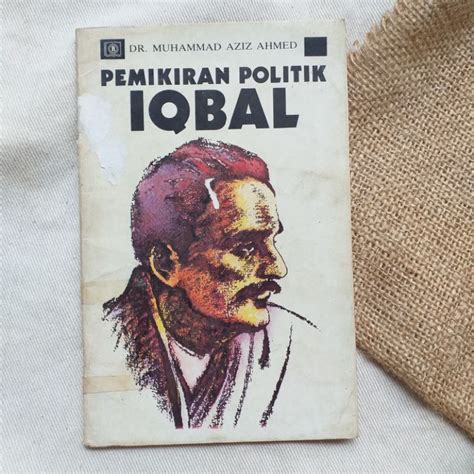 DR. MUHAMMAD AZIZ AHMED
PEMIKIRAN POLITIK
IQBAL